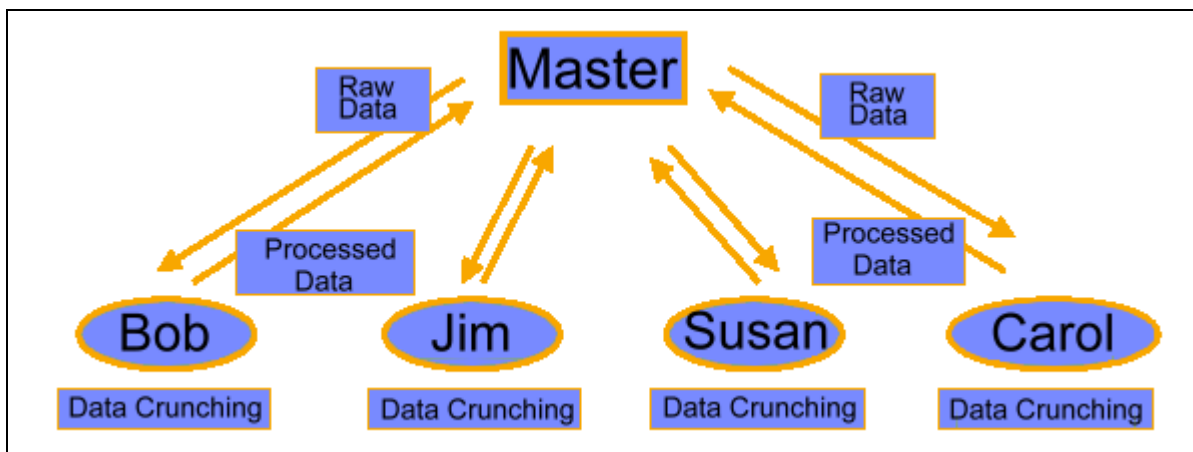 Master
Raw
Data
Raw
Data
Processed
Data
Processed
Data
Bob
Jim
Susan
Carol
Data Crunching
Data Crunching
Data Crunching
Data Crunching